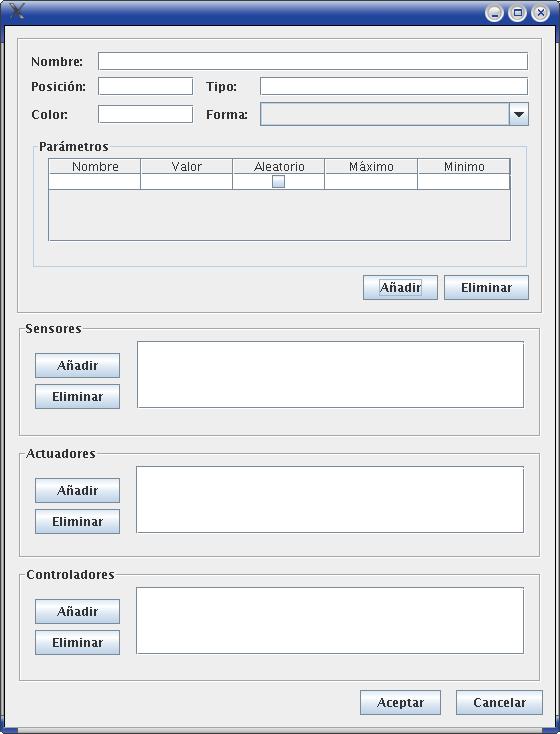 Nombre:
Posición: Tipo:
Color: Forma:
Parámetros
Nombre Valor Aleatorio Máximo Minimo
Añadir Eliminar
Sensores
Añadir
Eliminar
Actuadores
Añadir
Eliminar
Controladores
Añadir
Eliminar
Aceptar Cancelar